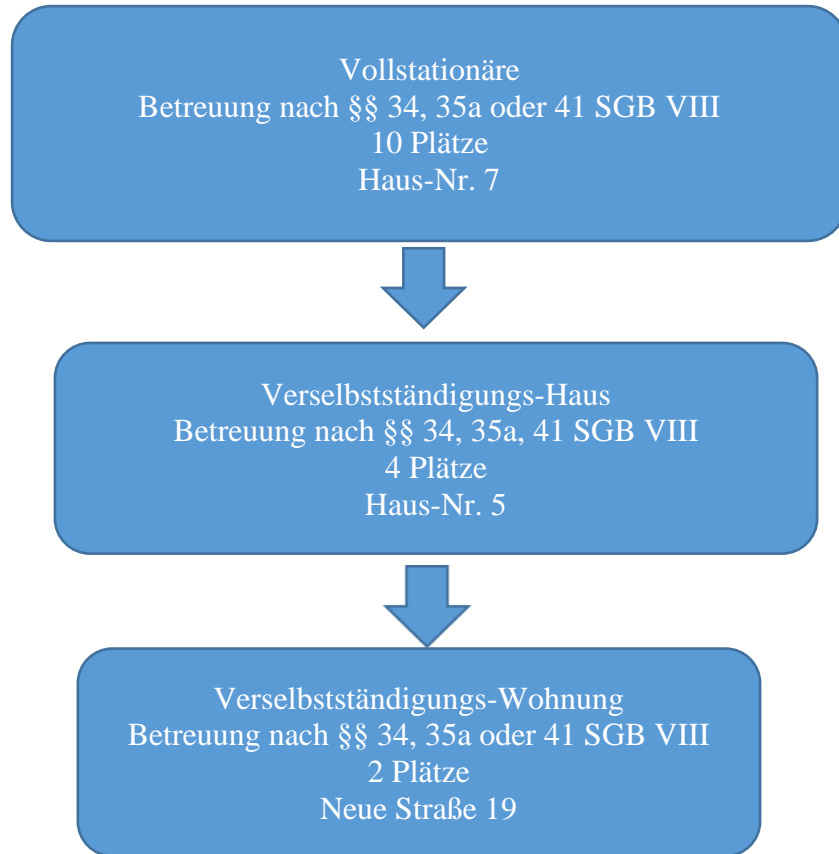 Vollstationäre
Betreuung nach §§ 34, 35a oder 41 SGB VIII
10 Plätze
Haus-Nr. 7
Verselbstständigungs-Haus
Betreuung nach §§ 34, 35a, 41 SGB VIII
4 Plätze
Haus-Nr. 5
Verselbstständigungs-Wohnung
Betreuung nach §§ 34, 35a oder 41 SGB VIII
2 Plätze
Neue Straße 19